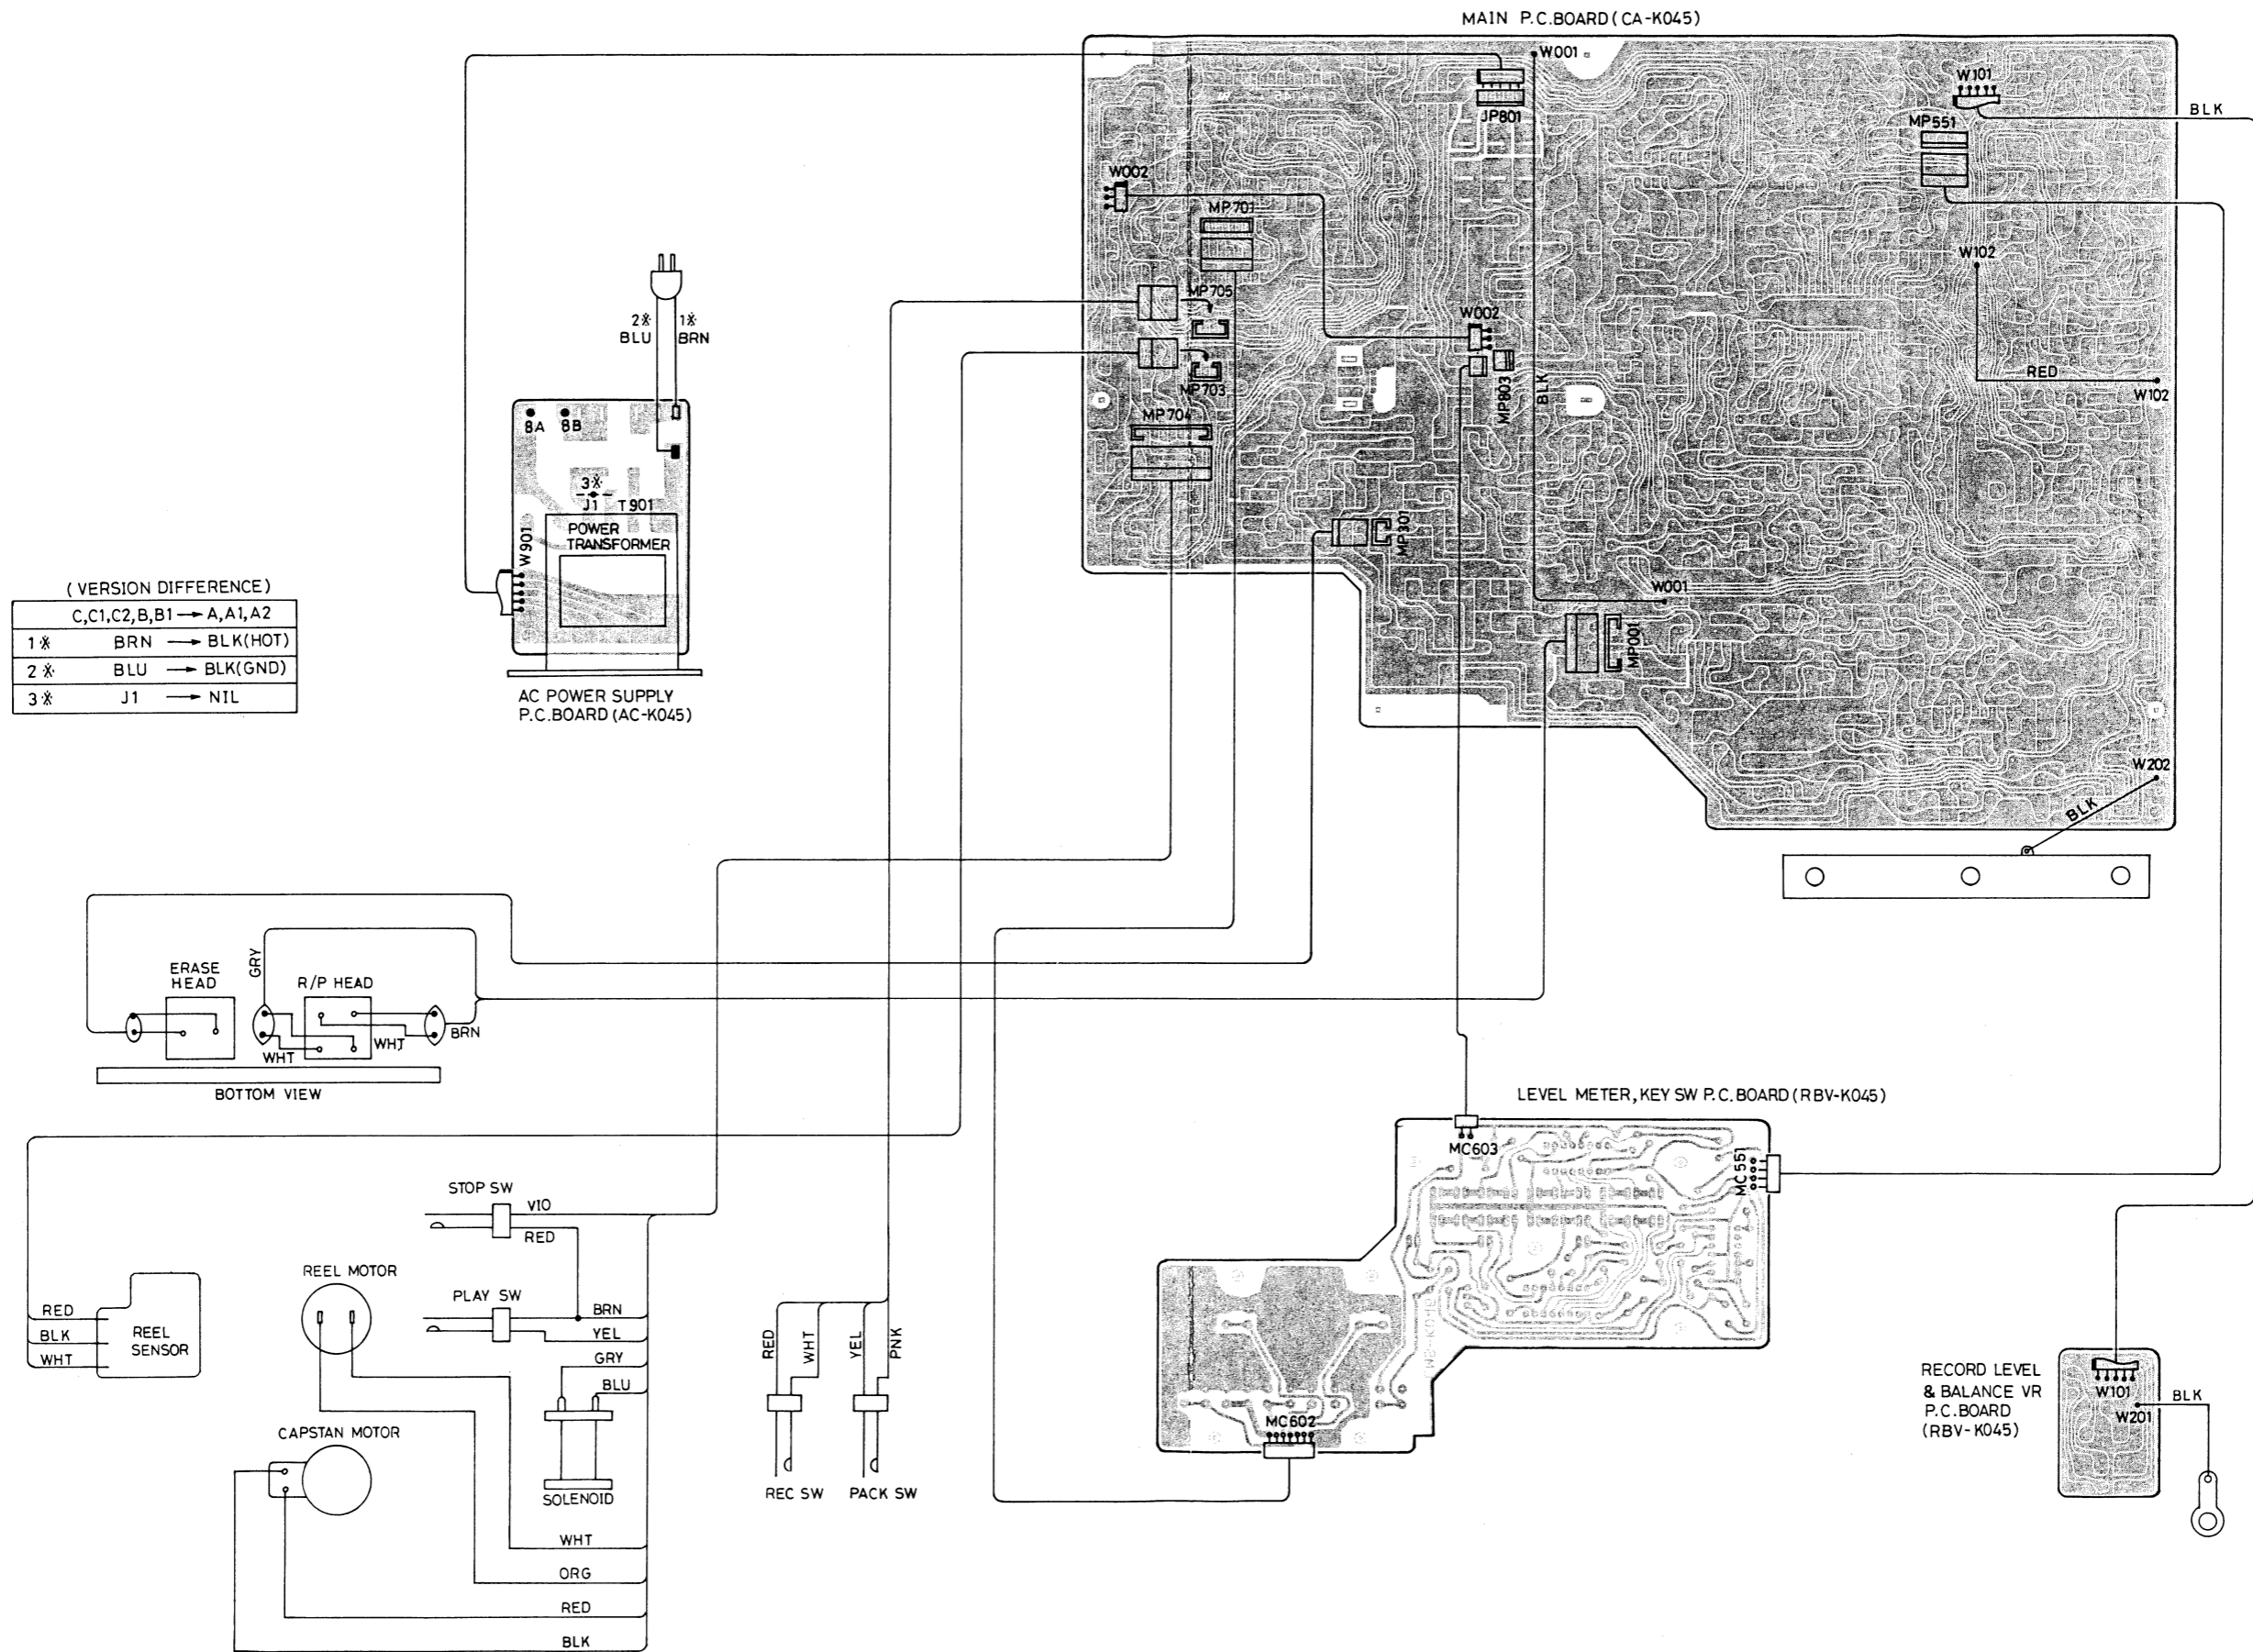 MAIN P.C.BOARD(CA-K045)
W001
W101
BLK
JP801
MP551
W002
MP701
W102
MP705
W002
2※
BLU
1※
BRN
MP703
MP803
BLK
RED
W102
MP704
8A
8B
3※
J1
T901
POWER
TRANSFORMER
W901
MP301
W001
MP001
(VERSION DIFFERENCE)
C,C1,C2,B,B1 → A,A1,A2
1※ BRN → BLK(HOT)
2※ BLU → BLK(GND)
3※ J1 → NIL
AC POWER SUPPLY
P.C.BOARD(AC-K045)
W202
BLK
ERASE
HEAD
GRY
R/P HEAD
WHT
WHT
BRN
BOTTOM VIEW
LEVEL METER,KEY SW P.C.BOARD(RBV-K045)
MC603
MC551
STOP SW
VIO
RED
REEL MOTOR
PLAY SW
BRN
YEL
RED
BLK
WHT
REEL
SENSOR
GRY
BLU
RED
WHT
YEL
PNK
CAPSTAN MOTOR
SOLENOID
REC SW
PACK SW
MC602
RECORD LEVEL
& BALANCE VR
P.C.BOARD
(RBV-K045)
W101
W201
BLK
WHT
ORG
RED
BLK